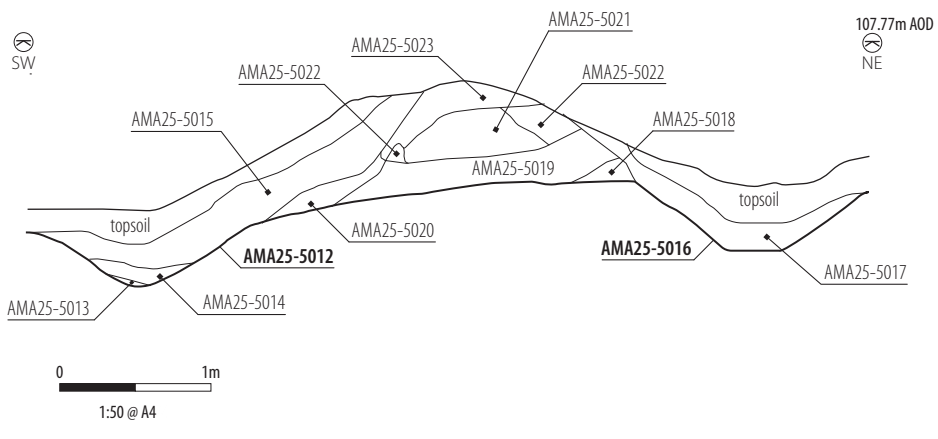 AMA25-5021
107.77m AOD
AMA25-5023
SW
NE
AMA25-5022
AMA25-5022
AMA25-5015
AMA25-5018
AMA25-5019
topsoil
topsoil
AMA25-5020
AMA25-5012
AMA25-5016
AMA25-5017
AMA25-5013
AMA25-5014
0 1m
1:50 @ A4